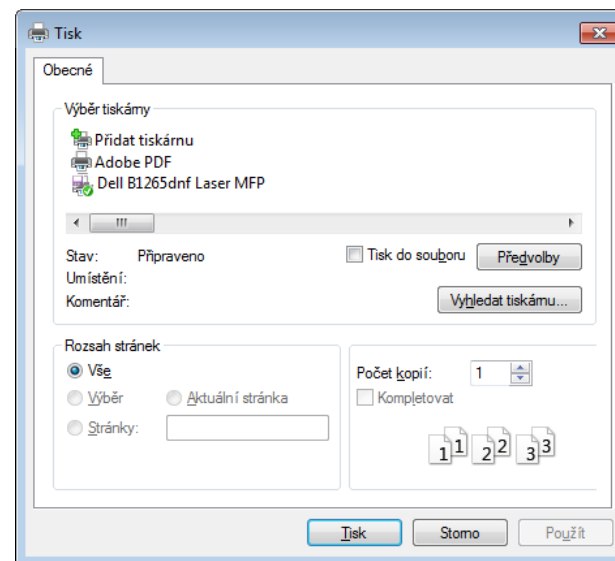 Tisk
Obecné
Výběr tiskárny
Přidat tiskárnu
Adobe PDF
Dell B1265dnf Laser MFP
Stav: Připraveno
Tisk do souboru
Předvolby
Umístění:
Komentář:
Vyhledat tiskárnu...
Rozsah stránek
Vše
Výběr
Aktuální stránka
Stránky:
Počet kopií: 1
Kompletovat
1 1 2 2 3 3
Tisk
Storno
Použít